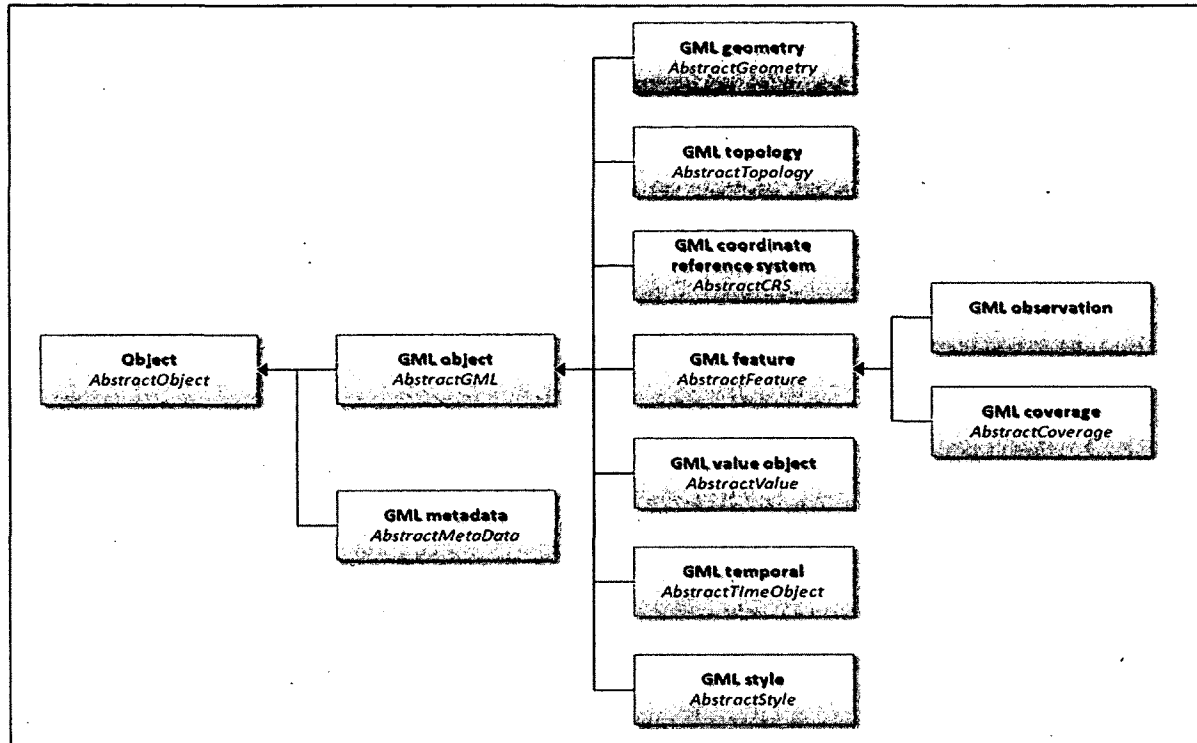 GML geometry
AbstractGeometry
GML topology
AbstractTopology
GML coordinate
reference system
AbstractCRS
GML observation
Object
AbstractObject
GML object
AbstractGML
GML feature
AbstractFeature
GML coverage
AbstractCoverage
GML value object
AbstractValue
GML metadata
AbstractMetaData
GML temporal
AbstractTimeObject
GML style
AbstractStyle